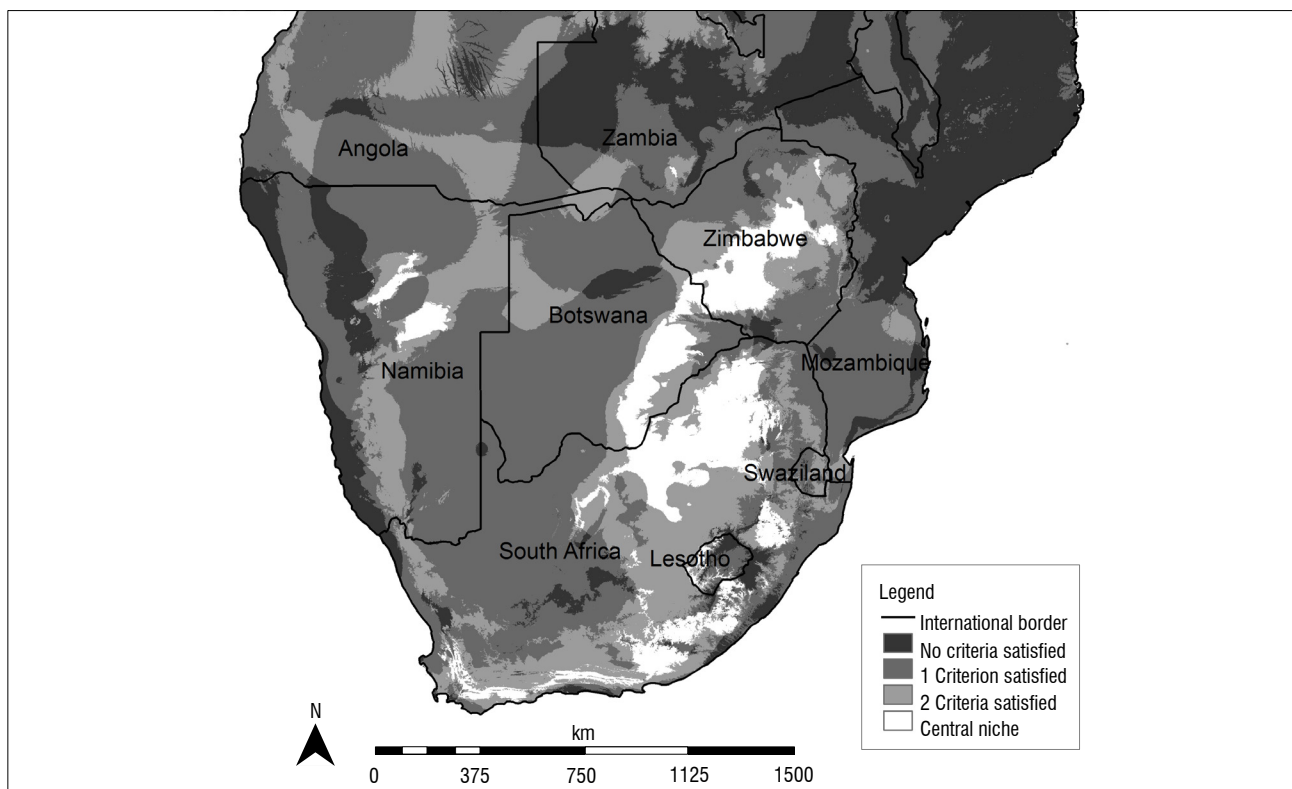 Angola
Zambia
Zimbabwe
Botswana
Namibia
Mozambique
Swaziland
South Africa
Lesotho
Legend
International border
No criteria satisfied
1 Criterion satisfied
2 Criteria satisfied
Central niche
N
km
0 375 750 1125 1500